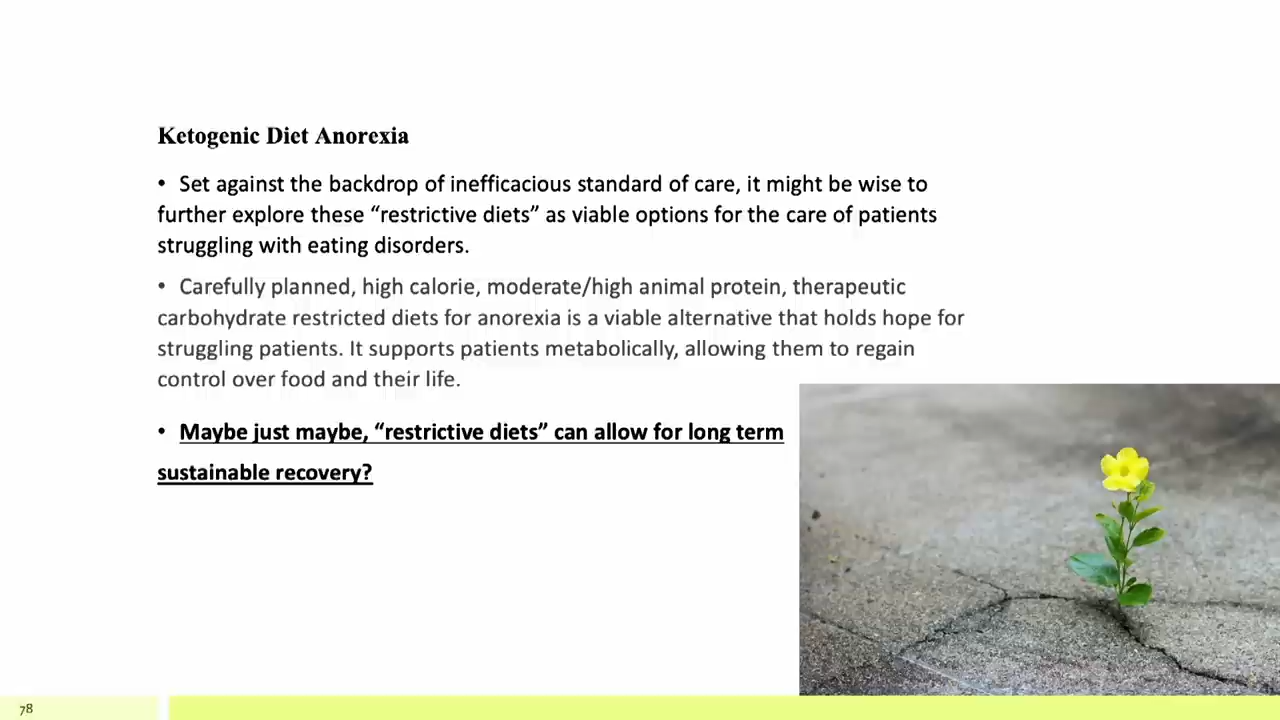 Ketogenic Diet Anorexia
• Set against the backdrop of inefficacious standard of care, it might be wise to
further explore these “restrictive diets” as viable options for the care of patients
struggling with eating disorders.
• Carefully planned, high calorie, moderate/high animal protein, therapeutic
carbohydrate restricted diets for anorexia is a viable alternative that holds hope for
struggling patients. It supports patients metabolically, allowing them to regain
control over food and their life.
• Maybe just maybe, “restrictive diets” can allow for long term
sustainable recovery?
78